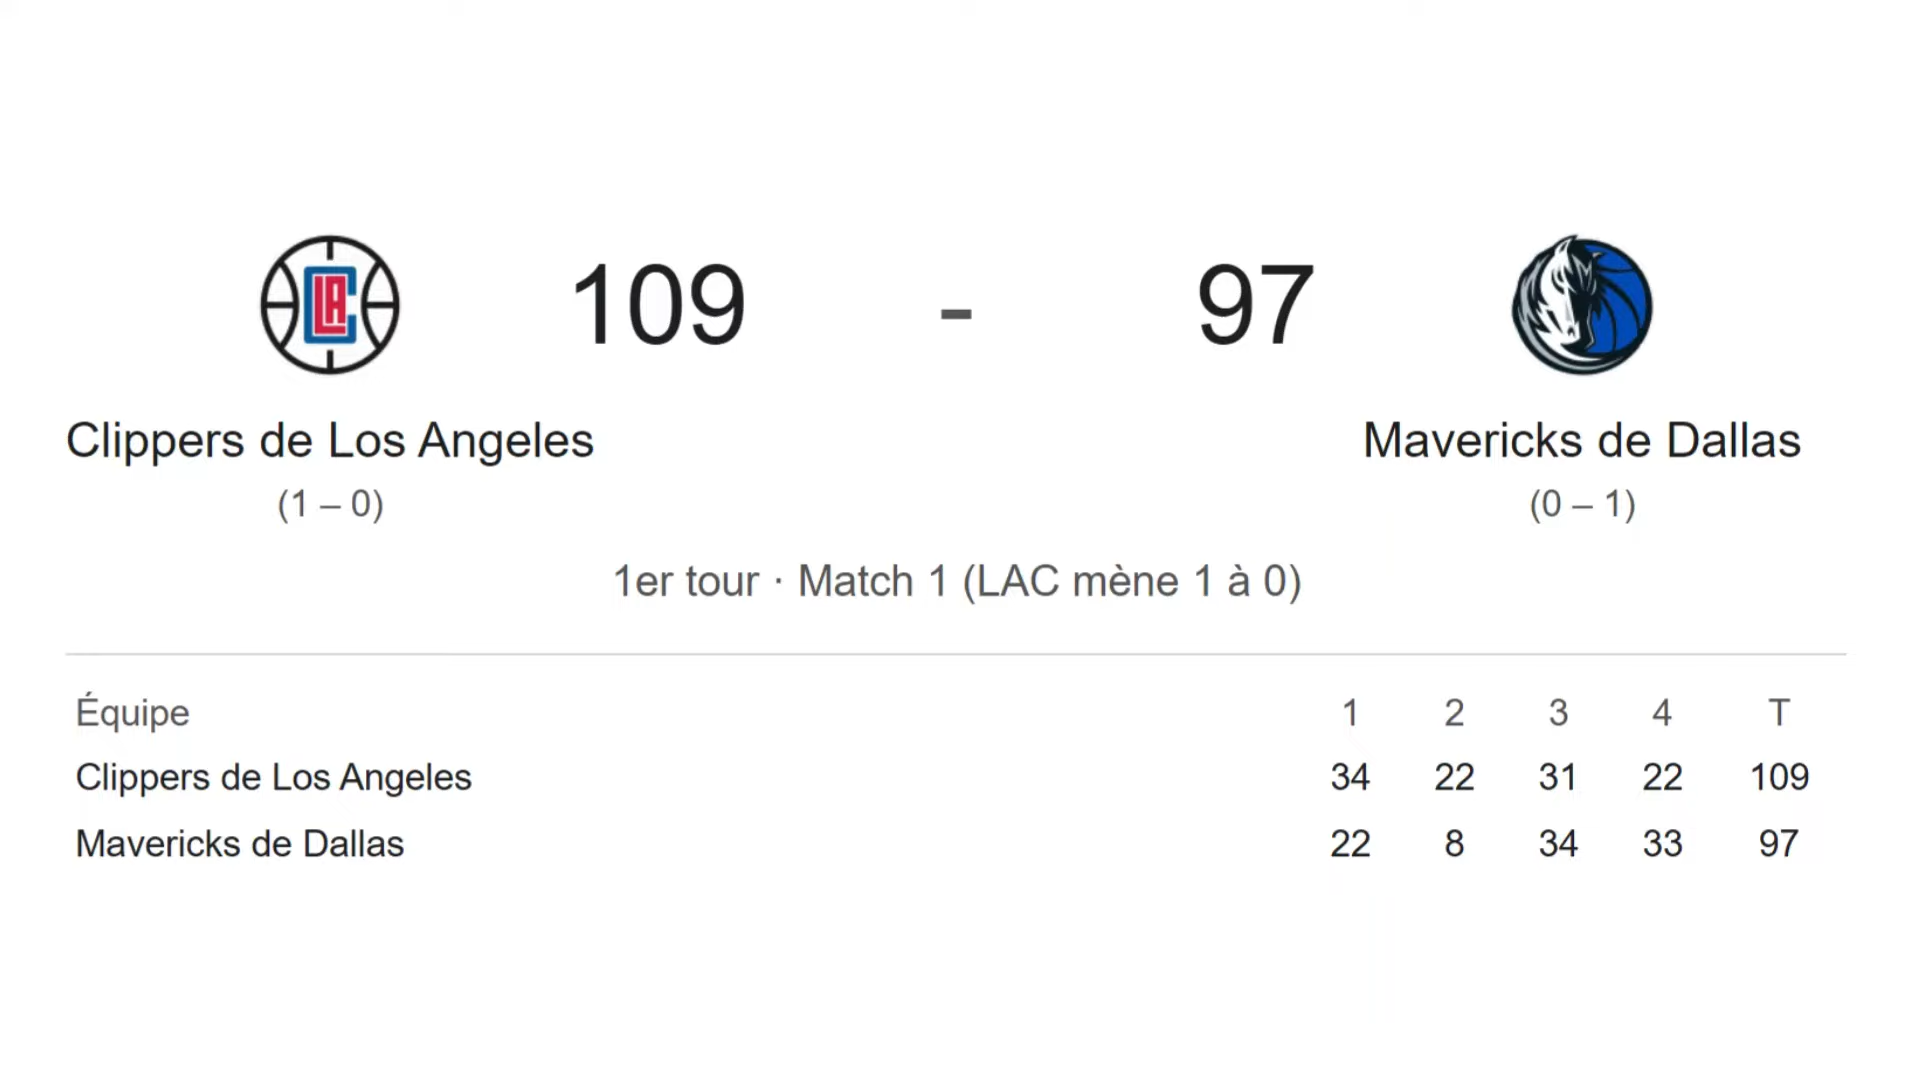 LAC
109 - 97
Clippers de Los Angeles
Mavericks de Dallas
(1 – 0)
(0 – 1)
1er tour · Match 1 (LAC mène 1 à 0)
Équipe 1 2 3 4 T
Clippers de Los Angeles 34 22 31 22 109
Mavericks de Dallas 22 8 34 33 97